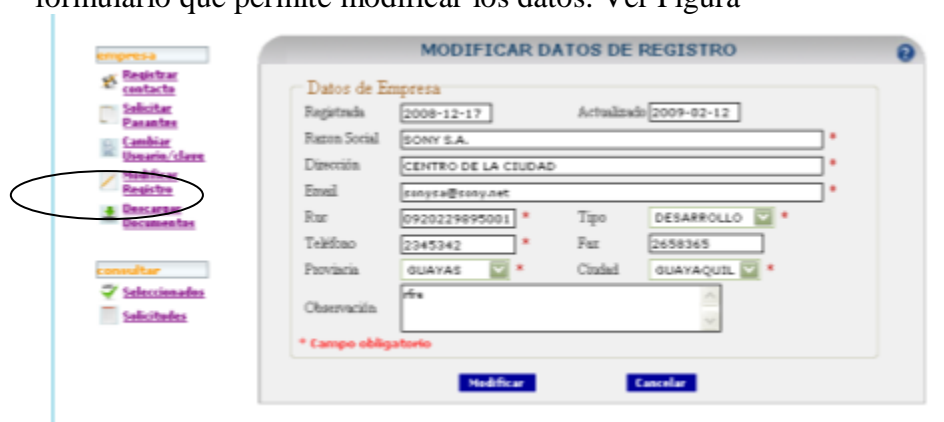 formulario que permite modificar los datos. Ver Figura
empresa
Registrar
contacto
Solicitar
Pasantes
Cambiar
Usuario/clave
Modificar
Registro
Descargar
Documentos
consultar
Seleccionados
Solicitudes
MODIFICAR DATOS DE REGISTRO
?
Datos de Empresa
Registrada 2008-12-17 Actualizado 2009-02-12
Razon Social SONY S.A. *
Dirección CENTRO DE LA CIUDAD *
Email sonysa@sony.net *
Ruc 0920229895001 * Tipo DESARROLLO *
Teléfono 2345342 * Fax 2658365
Provincia GUAYAS * Ciudad GUAYAQUIL *
Observación rfre
* Campo obligatorio
Modificar Cancelar